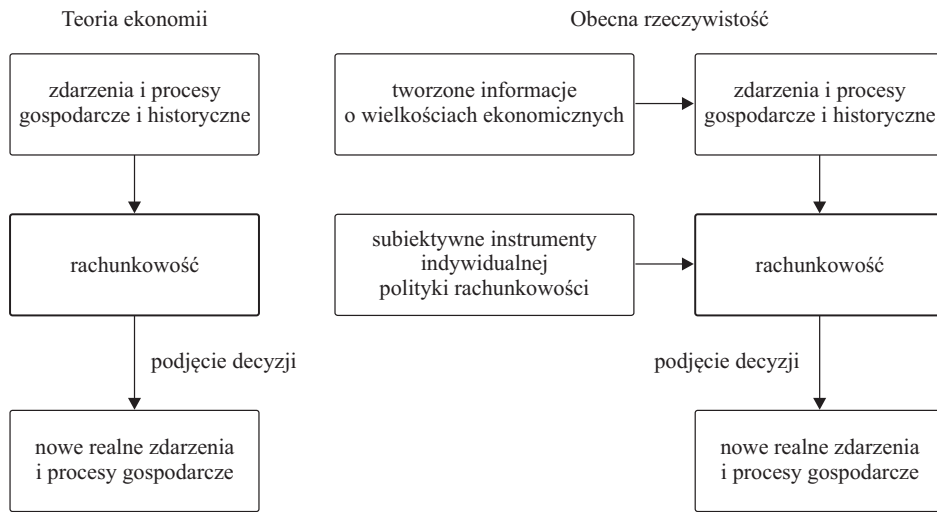 Teoria ekonomii
zdarzenia i procesy
gospodarcze i historyczne
rachunkowość
podjęcie decyzji
nowe realne zdarzenia
i procesy gospodarcze
Obecna rzeczywistość
tworzone informacje
o wielkościach ekonomicznych
zdarzenia i procesy
gospodarcze i historyczne
subiektywne instrumenty
indywidualnej
polityki rachunkowości
rachunkowość
podjęcie decyzji
nowe realne zdarzenia
i procesy gospodarcze